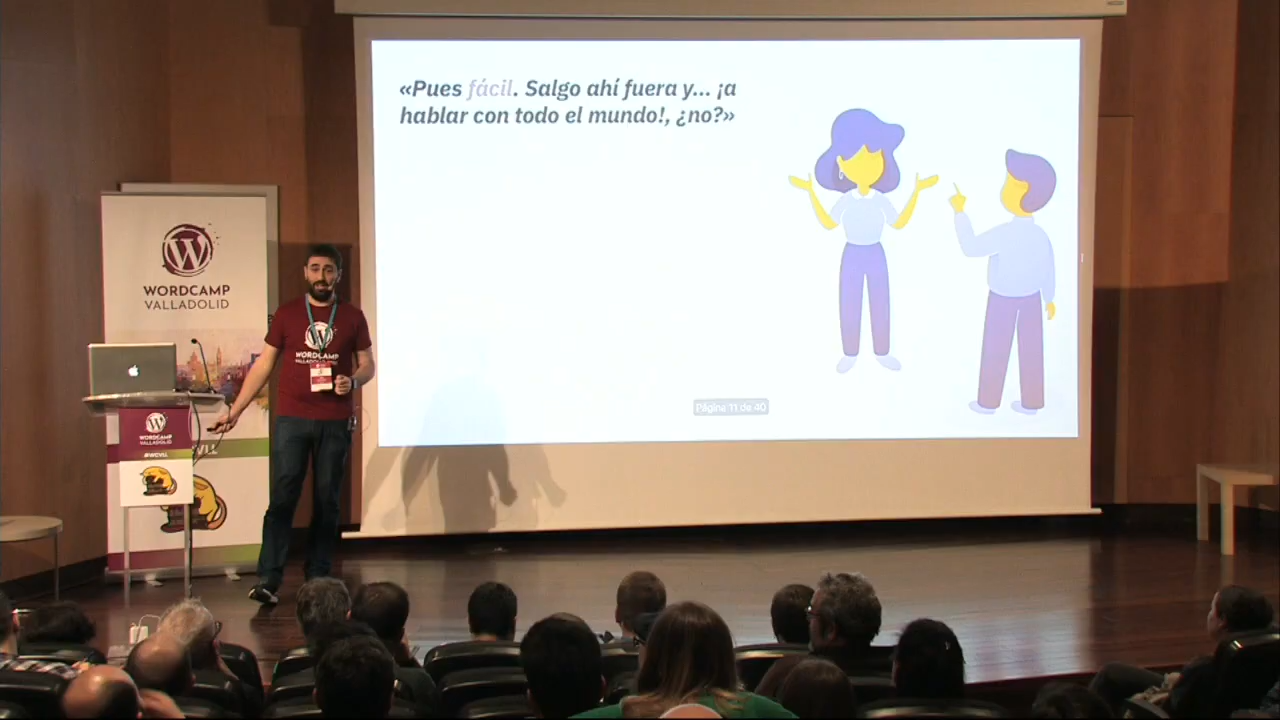 «Pues fácil. Salgo ahí fuera y... ¡a
hablar con todo el mundo!, ¿no?»
Página 11 de 40
WORDCAMP
VALLADOLID
WORDCAMP
WORDCAMP
VALLADOLID
#WCVLL